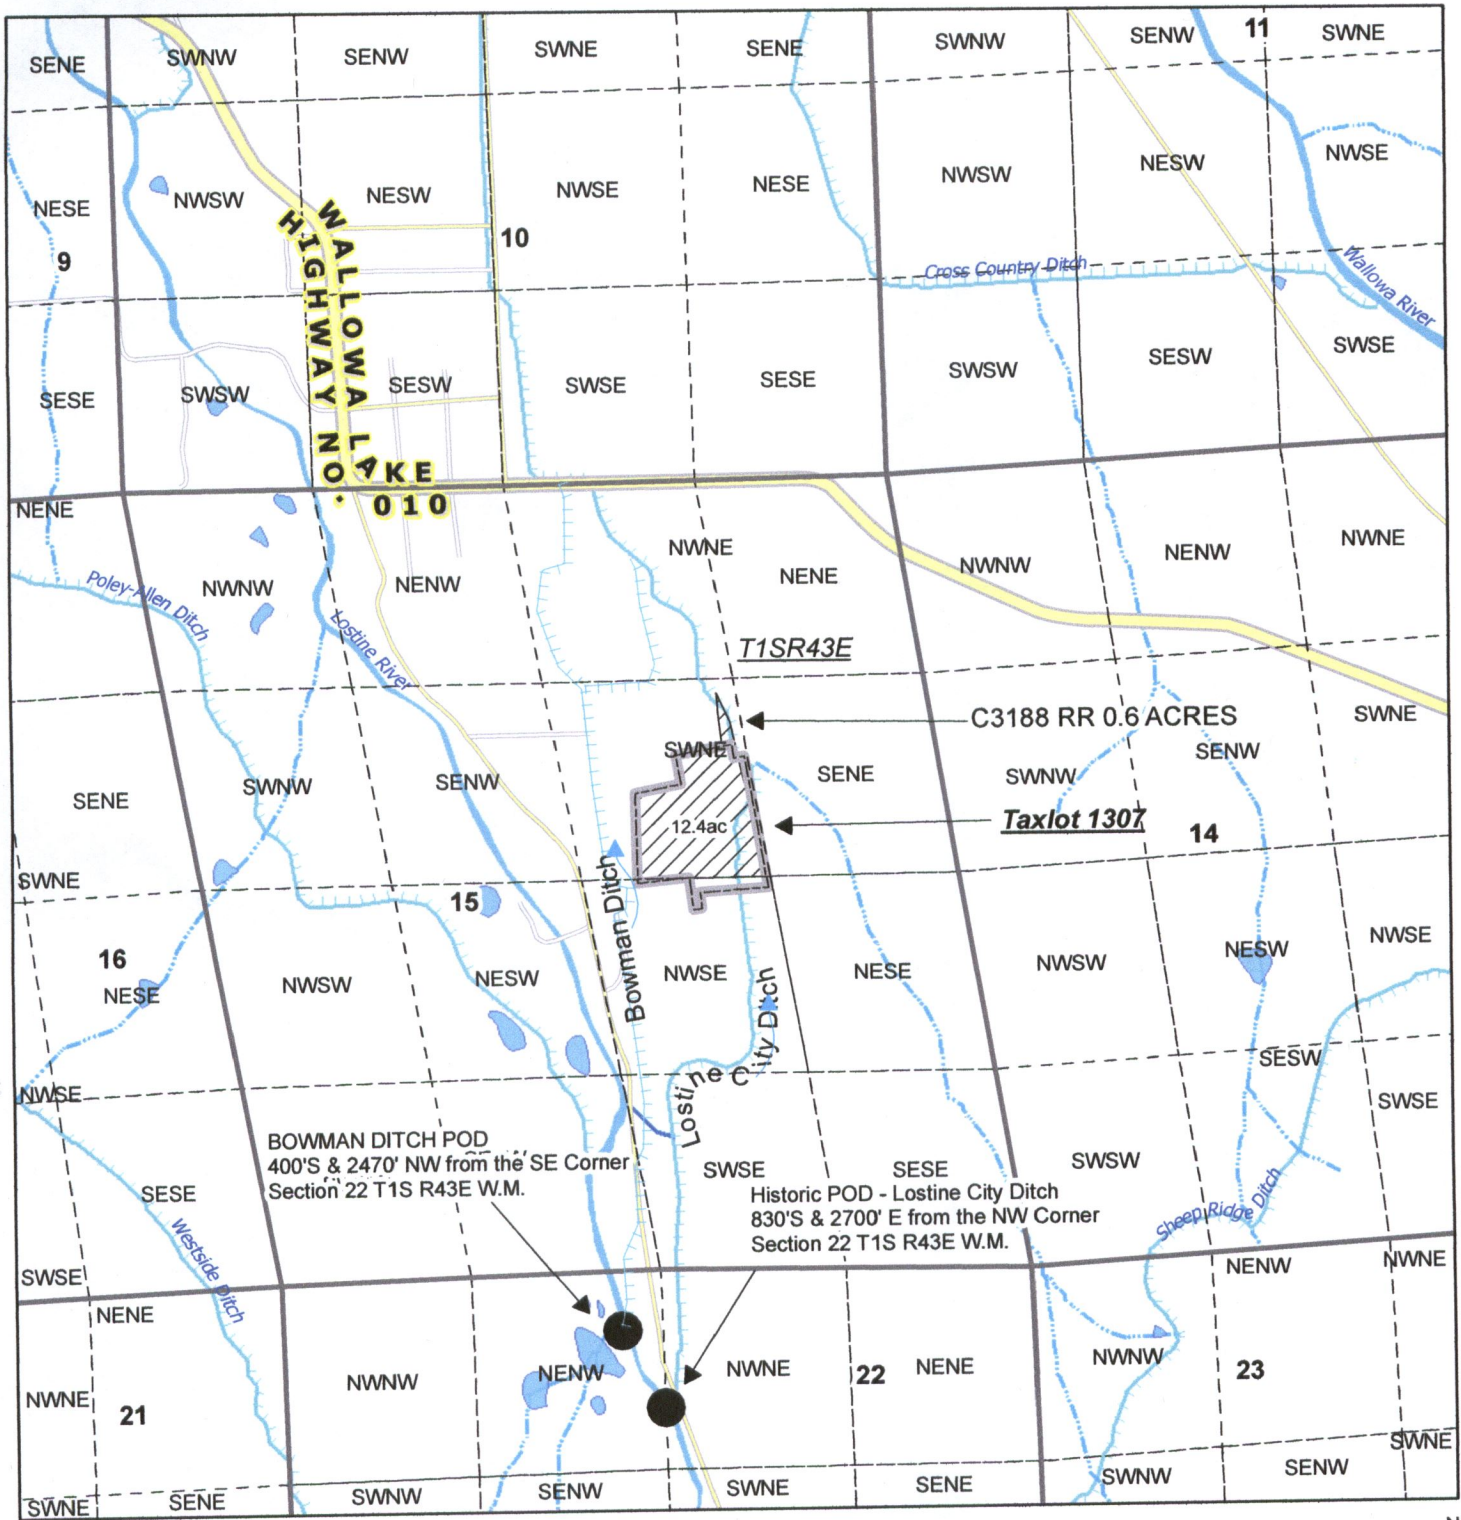 SENE
SWNW
SENW
SWNE
SENE
SWNW
SENW
11
SWNE
NESE
NWSW
NESW
NWSE
NESE
NWSW
NESW
NWSE
9
10
WALLOWA LAKE
HIGHWAY NO. 010
Cross Country Ditch
Wallowa River
SESE
SWSW
SESW
SWSE
SESE
SWSW
SESW
SWSE
NENE
NWNW
NENW
NWNE
NENE
NWNW
NENW
NWNE
Poley-Allen Ditch
Lostine River
T1SR43E
C3188 RR 0.6 ACRES
SENE
SWNW
SENW
SWNE
SENE
SWNW
SENW
SWNE
12.4ac
Taxlot 1307
14
SWNE
15
Bowman Ditch
16
NESE
NWSW
NESW
NWSE
NESE
NWSW
NESW
NWSE
Lostine City Ditch
NWSE
SESW
SWSE
BOWMAN DITCH POD
400'S & 2470' NW from the SE Corner
Section 22 T1S R43E W.M.
SESE
SWSE
SESE
SWSW
Historic POD - Lostine City Ditch
830'S & 2700' E from the NW Corner
Section 22 T1S R43E W.M.
Sheep Ridge Ditch
Westside Ditch
SWSE
NENE
NENW
NWNE
NWNE
21
NWNW
NENW
NWNE
22
NENE
NWNW
23
SWNE
SENE
SWNW
SENW
SWNE
SENE
SWNW
SENW
SWNE